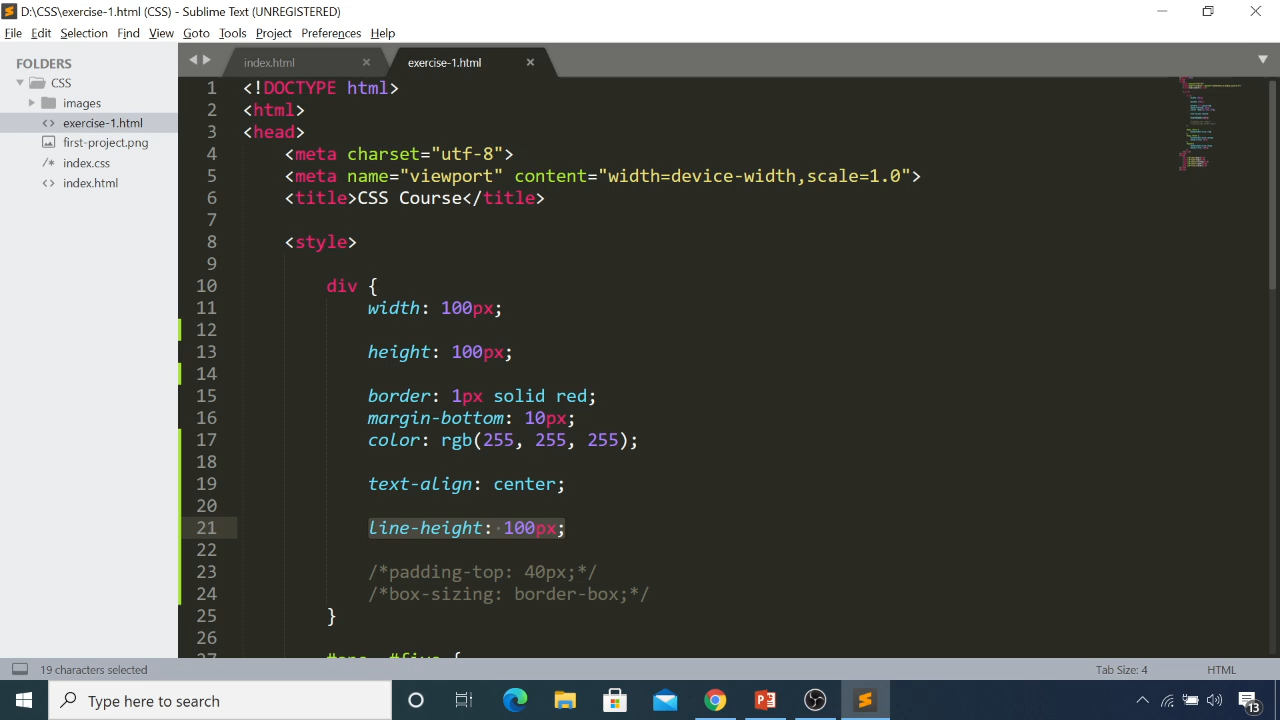 D:\CSS\exercise-1.html (CSS) - Sublime Text (UNREGISTERED)
File Edit Selection Find View Goto Tools Project Preferences Help
FOLDERS
CSS
images
exercise-1.html
first-project.png
index.css
index.html
index.html
exercise-1.html
1 <!DOCTYPE html>
2 <html>
3 <head>
4 <meta charset="utf-8">
5 <meta name="viewport" content="width=device-width,scale=1.0">
6 <title>CSS Course</title>
7
8 <style>
9
10 div {
11 width: 100px;
12
13 height: 100px;
14
15 border: 1px solid red;
16 margin-bottom: 10px;
17 color: rgb(255, 255, 255);
18
19 text-align: center;
20
21 line-height: 100px;
22
23 /*padding-top: 40px;*/
24 /*box-sizing: border-box;*/
25 }
26
27 #one, #five {
19 characters selected
Tab Size: 4
HTML
Type here to search
13